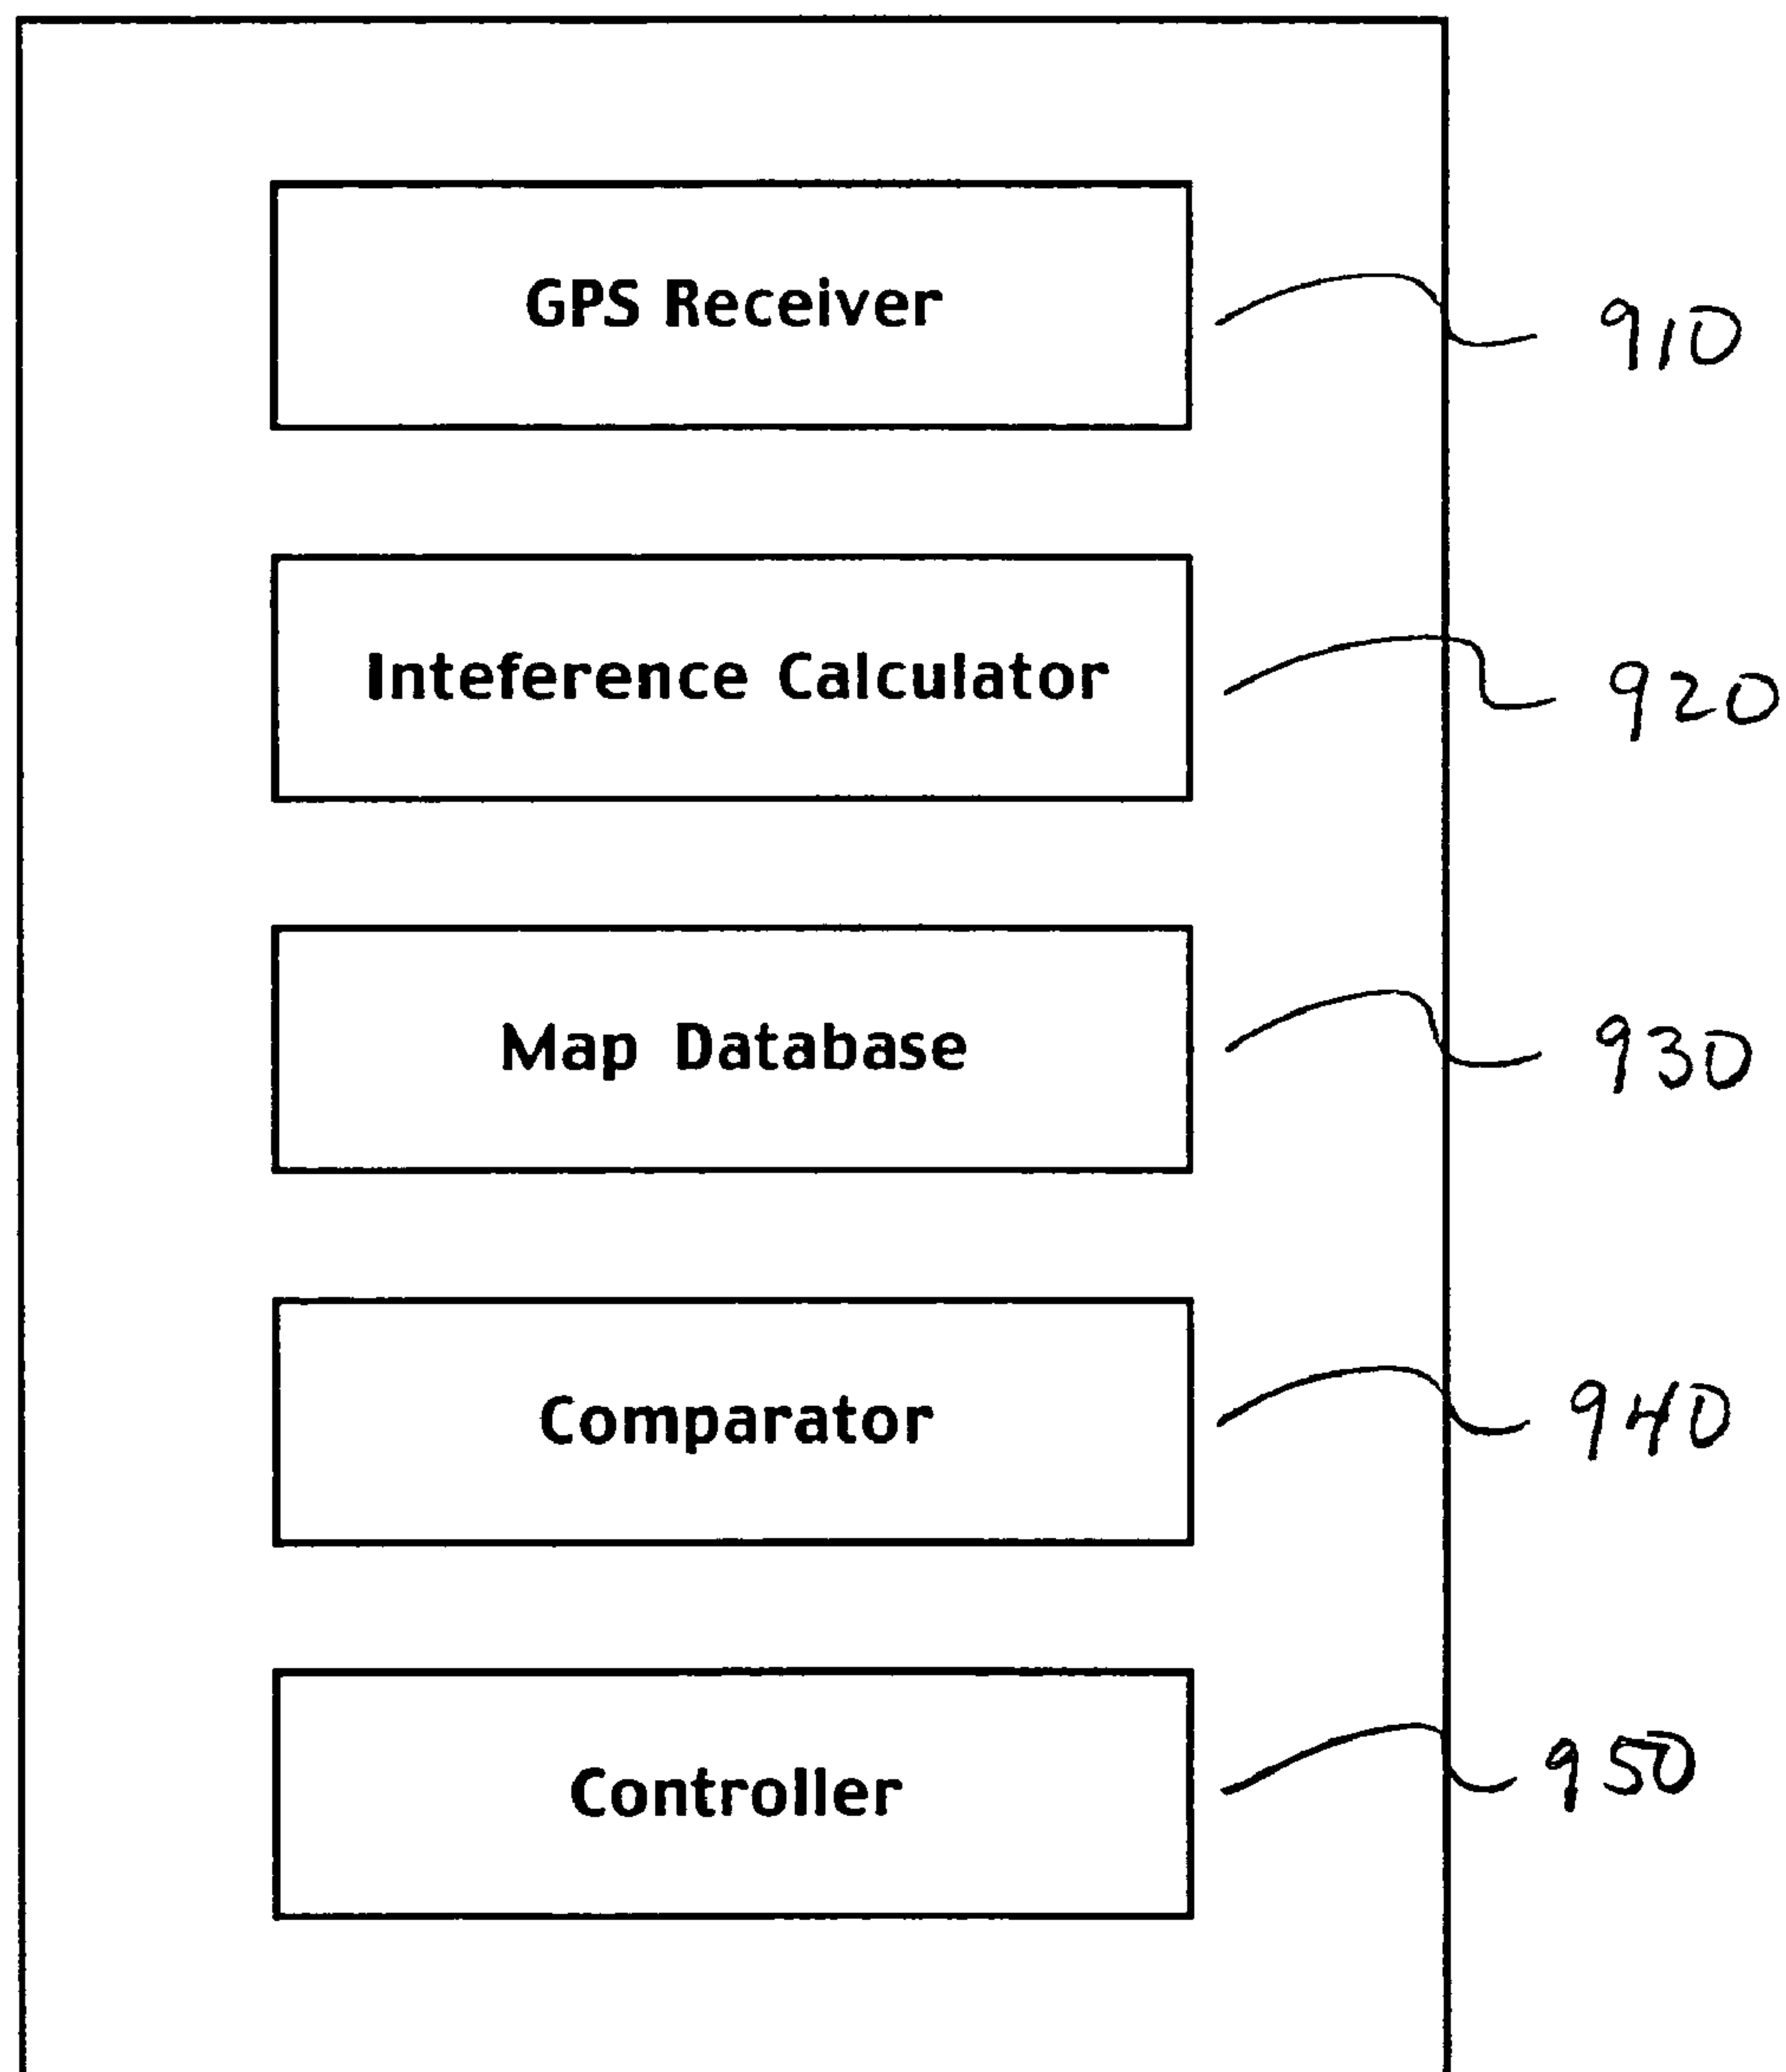 GPS Receiver
910
Inteference Calculator
920
Map Database
930
Comparator
940
Controller
950